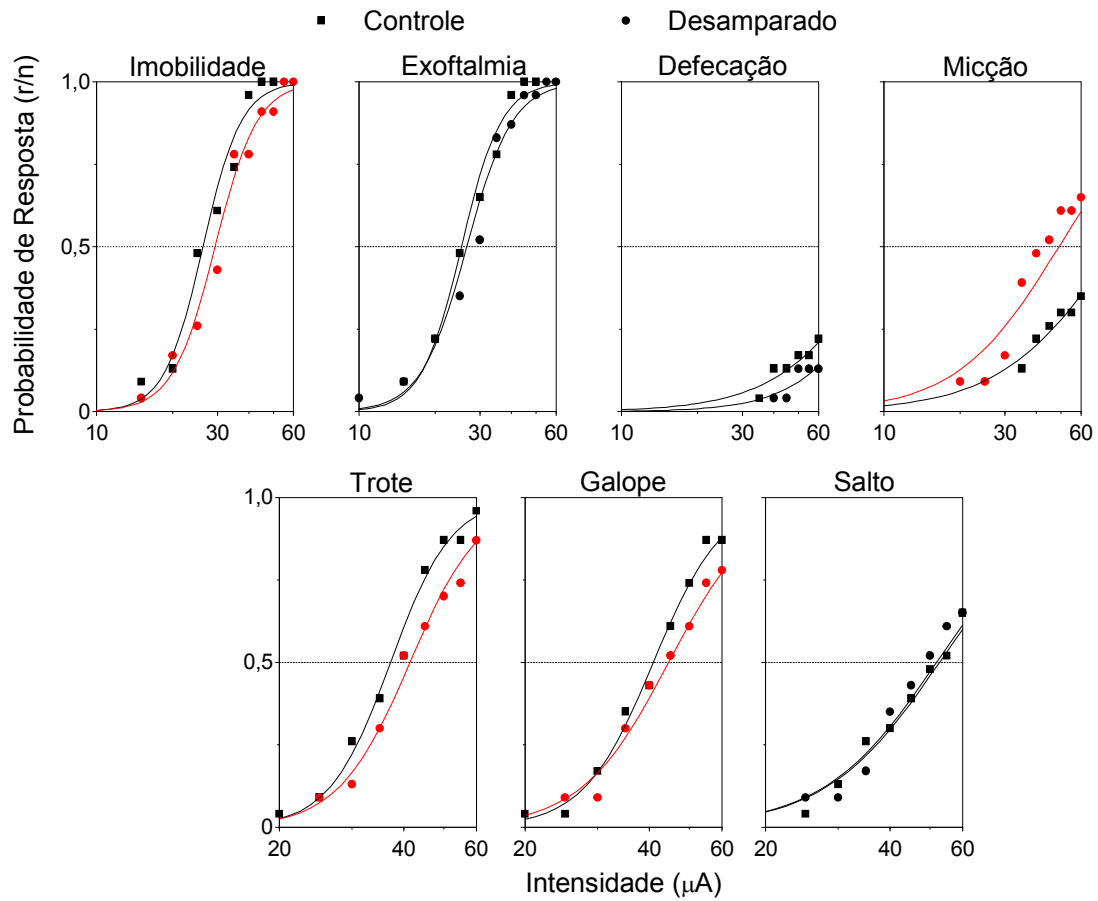 Controle Desamparado
Imobilidade Exoftalmia Defecação Micção
Probabilidade de Resposta (r/n)
1,0
0,5
0
10 30 60 10 30 60 10 30 60 10 30 60
Trote Galope Salto
1,0
0,5
0
20 40 60 20 40 60 20 40 60
Intensidade (μA)